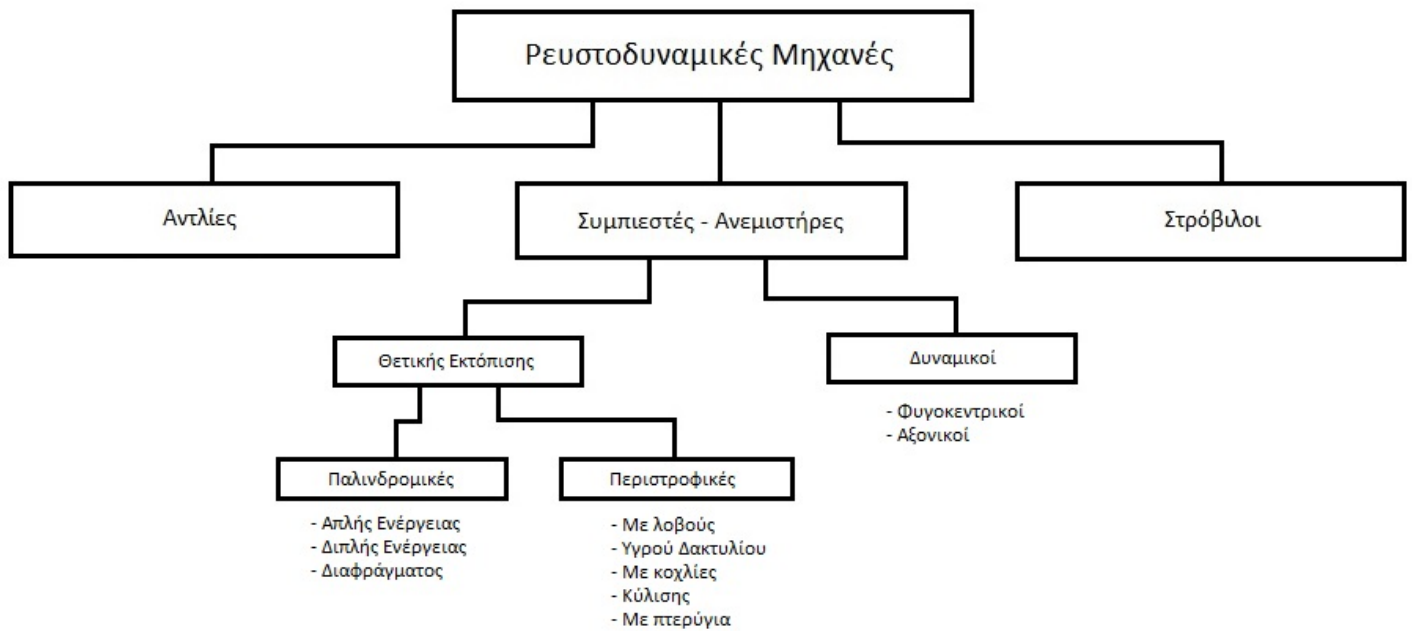 Ρευστοδυναμικές Μηχανές
Αντλίες
Συμπιεστές - Ανεμιστήρες
Στρόβιλοι
Θετικής Εκτόπισης
Δυναμικοί
- Φυγοκεντρικοί
- Αξονικοί
Παλινδρομικές
Περιστροφικές
- Απλής Ενέργειας
- Διπλής Ενέργειας
- Διαφράγματος
- Με λοβούς
- Υγρού Δακτυλίου
- Με κοχλίες
- Κύλισης
- Με πτερύγια